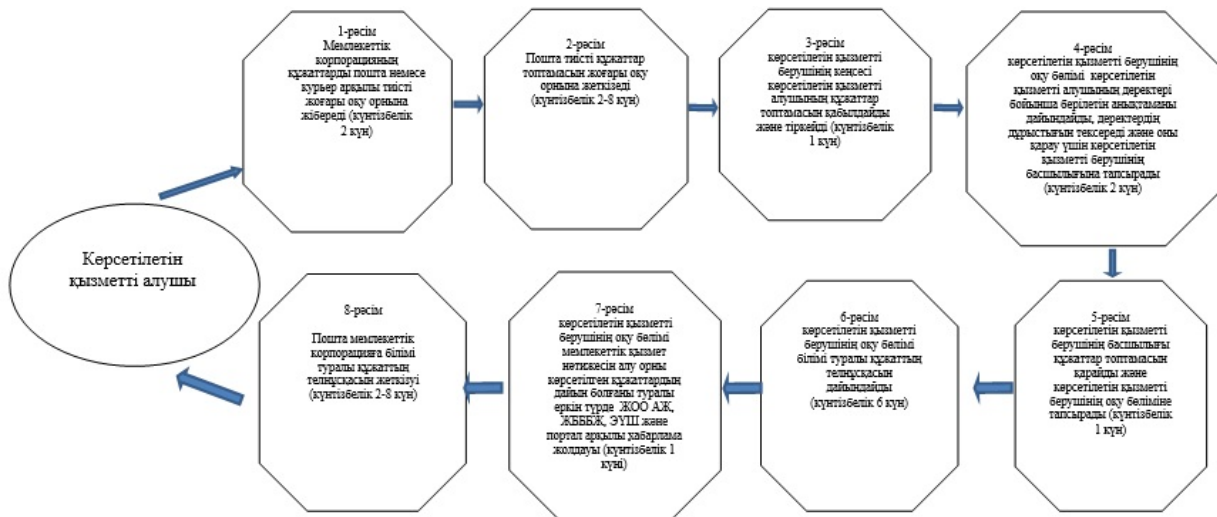 1-рәсім
Мемлекеттік
корпорацияның
құжаттарды пошта немесе
курьер арқылы тиісті
жоғары оқу орнына
жібереді (күнтізбелік
2 күн)
2-рәсім
Пошта тиісті құжаттар
топтамасын жоғары оқу
орнына жеткізеді
(күнтізбелік 2-8 күн)
3-рәсім
көрсетілетін қызметті
берушінің кеңсесі
көрсетілетін қызметті
алушының құжаттар
топтамасын қабылдайды
және тіркейді (күнтізбелік
1 күн)
4-рәсім
көрсетілетін қызметті берушінің
оқу бөлімі көрсетілетін
қызметті алушының деректері
бойынша берілетін анықтаманы
дайындайды, деректердің
дұрыстығын тексереді және оны
қарау үшін көрсетілетін
қызметті берушінің
басшылығына тапсырады
(күнтізбелік 2 күн)
Көрсетілетін
қызметті алушы
8-рәсім
Пошта мемлекеттік
корпорацияға білімі
туралы құжаттың
телнұсқасын жеткізуі
(күнтізбелік 2-8 күн)
7-рәсім
көрсетілетін қызметті
берушінің оқу бөлімі
мемлекеттік қызмет
нәтижесін алу орны
көрсетілген құжаттардың
дайын болғаны туралы
еркін түрде ЖОО АЖ,
ЖБББЖ, ЭҮШ және
портал арқылы хабарлама
жолдауы (күнтізбелік 1
күні)
6-рәсім
көрсетілетін қызметті
берушінің оқу бөлімі
білімі туралы құжаттың
телнұсқасын
дайындайды
(күнтізбелік 6 күн)
5-рәсім
көрсетілетін қызметті
берушінің басшылығы
құжаттар топтамасын
қарайды және
көрсетілетін қызметті
берушінің оқу бөліміне
тапсырады (күнтізбелік
1 күн)